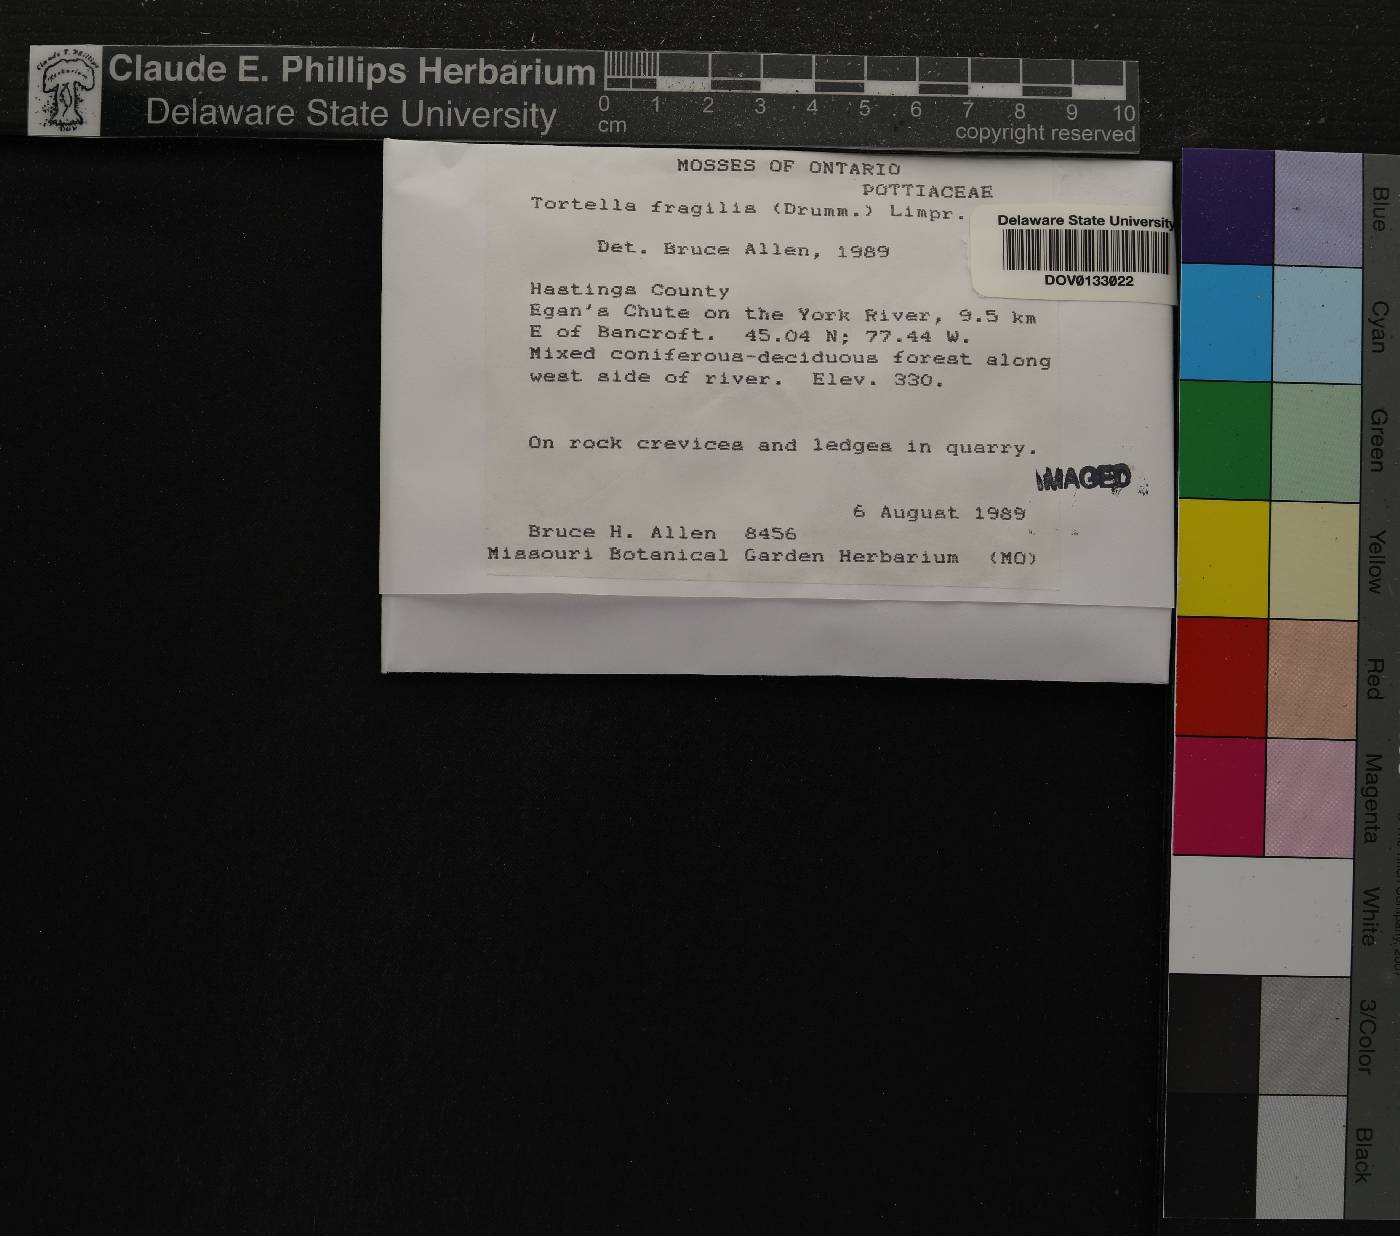 Claude E. Phillips Herbarium
Delaware State University
0 1 2 3 4 5 6 7 8 9 10
cm
copyright reserved
MOSSES OF ONTARIO
POTTIACEAE
Tortella fragilis (Drumm.) Limpr.
Delaware State University
DOV0133022
Det. Bruce Allen, 1989
Hastings County
Egan's Chute on the York River, 9.5 km
E of Bancroft. 45.04 N; 77.44 W.
Mixed coniferous-deciduous forest along
west side of river. Elev. 330.
On rock crevices and ledges in quarry.
IMAGED
6 August 1989
Bruce H. Allen 8456
Missouri Botanical Garden Herbarium (MO)
Blue
Cyan
Green
Yellow
Red
Magenta
White
3/Color
Black